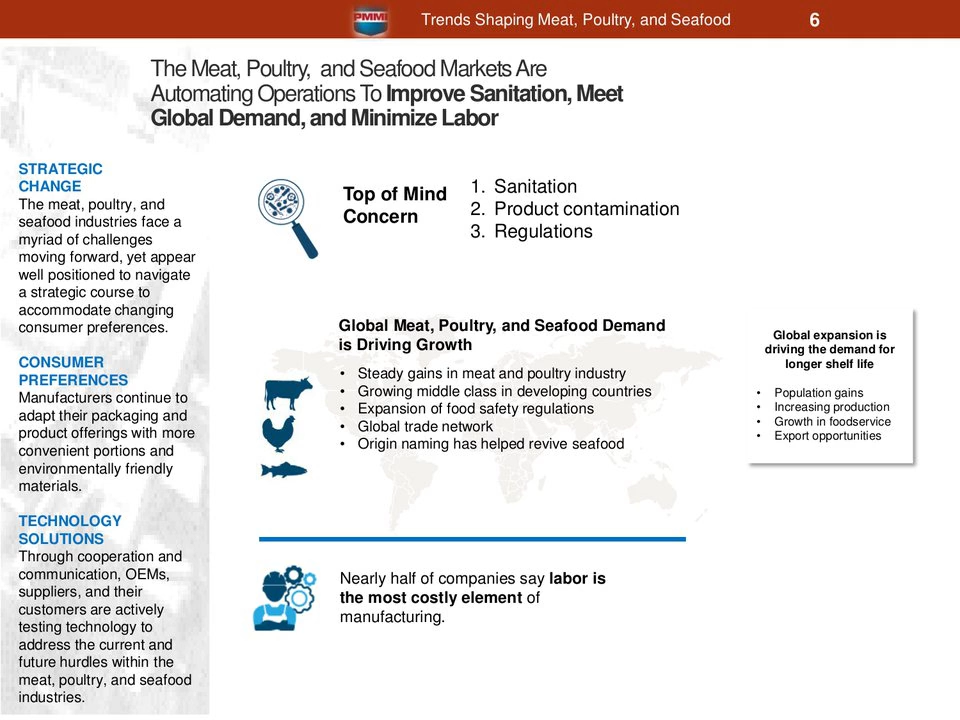 PMMI
Trends Shaping Meat, Poultry, and Seafood
6
The Meat, Poultry, and Seafood Markets Are
Automating Operations To Improve Sanitation, Meet
Global Demand, and Minimize Labor
STRATEGIC
CHANGE
The meat, poultry, and
seafood industries face a
myriad of challenges
moving forward, yet appear
well positioned to navigate
a strategic course to
accommodate changing
consumer preferences.
CONSUMER
PREFERENCES
Manufacturers continue to
adapt their packaging and
product offerings with more
convenient portions and
environmentally friendly
materials.
TECHNOLOGY
SOLUTIONS
Through cooperation and
communication, OEMs,
suppliers, and their
customers are actively
testing technology to
address the current and
future hurdles within the
meat, poultry, and seafood
industries.
Top of Mind
Concern
1. Sanitation
2. Product contamination
3. Regulations
Global Meat, Poultry, and Seafood Demand
is Driving Growth
• Steady gains in meat and poultry industry
• Growing middle class in developing countries
• Expansion of food safety regulations
• Global trade network
• Origin naming has helped revive seafood
Global expansion is
driving the demand for
longer shelf life
• Population gains
• Increasing production
• Growth in foodservice
• Export opportunities
Nearly half of companies say labor is
the most costly element of
manufacturing.